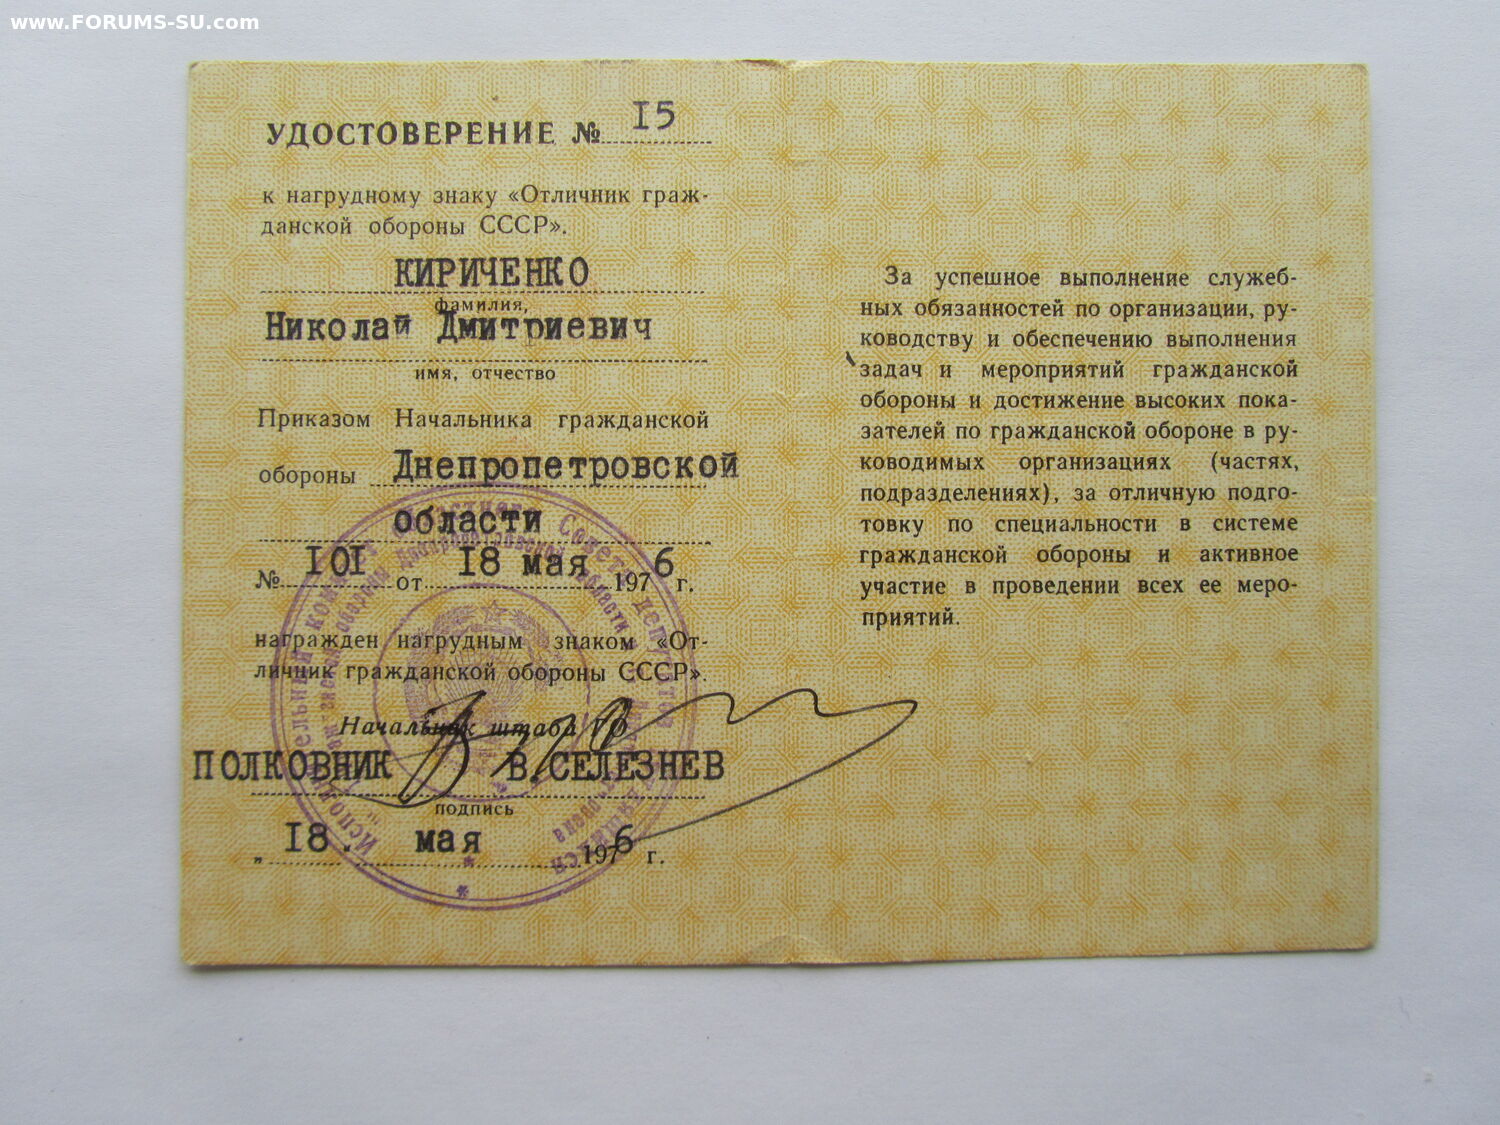 www.FORUMS-SU.com
УДОСТОВЕРЕНИЕ № I5
к нагрудному знаку «Отличник граж-
данской обороны СССР».
КИРИЧЕНКО
фамилия,
Николай Дмитриевич
имя, отчество
Приказом Начальника гражданской
обороны Днепропетровской
области
№ IOI от I8 мая 1976 г.
награжден нагрудным знаком «От-
личник гражданской обороны СССР».
Начальник штаба ГО
ПОЛКОВНИК В.СЕЛЕЗНЕВ
подпись
„I8" мая 1976 г.
За успешное выполнение служеб-
ных обязанностей по организации, ру-
ководству и обеспечению выполнения
задач и мероприятий гражданской
обороны и достижение высоких пока-
зателей по гражданской обороне в ру-
ководимых организациях (частях,
подразделениях), за отличную подго-
товку по специальности в системе
гражданской обороны и активное
участие в проведении всех ее меро-
приятий.